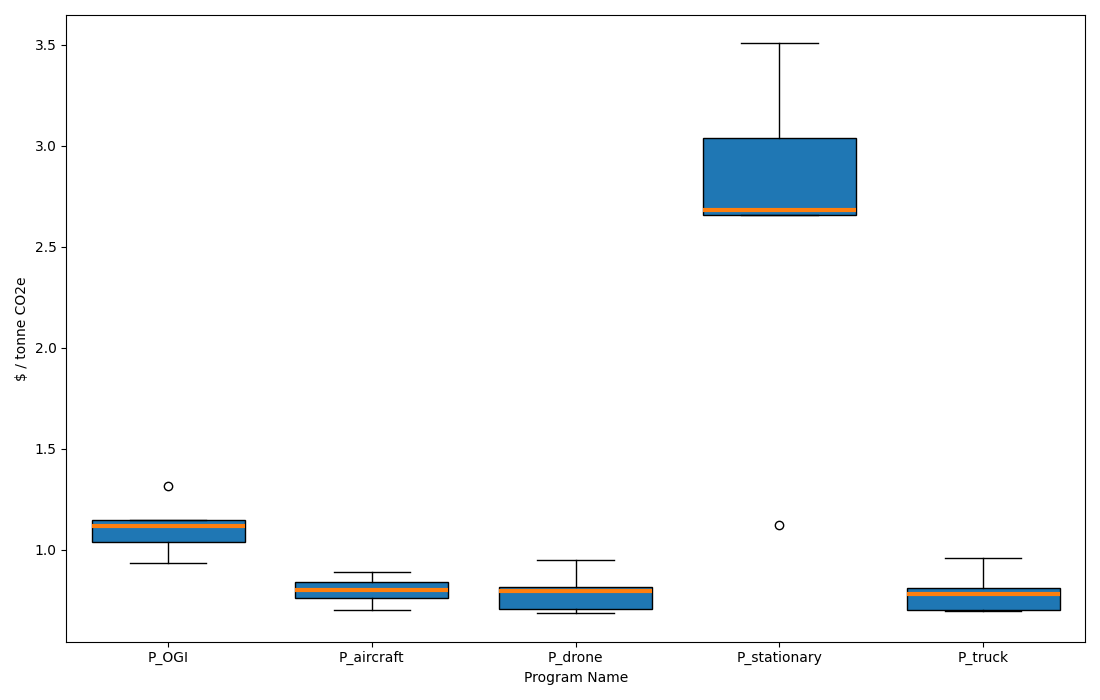 3.5
3.0
2.5
2.0
1.5
1.0
$ / tonne CO2e
P_OGI P_aircraft P_drone P_stationary P_truck
Program Name